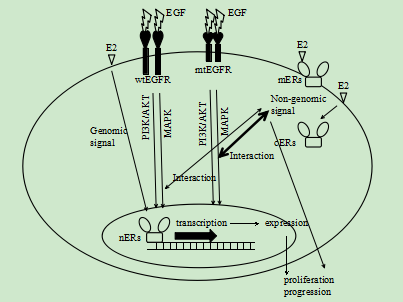 EGF
EGF
E2
E2
wtEGFR
mtEGFR
mERs
E2
Non-genomic
signal
PI3K/AKT
MAPK
PI3K/AKT
MAPK
Genomic
signal
cERs
Interaction
Interaction
transcription
expression
nERs
proliferation
progression